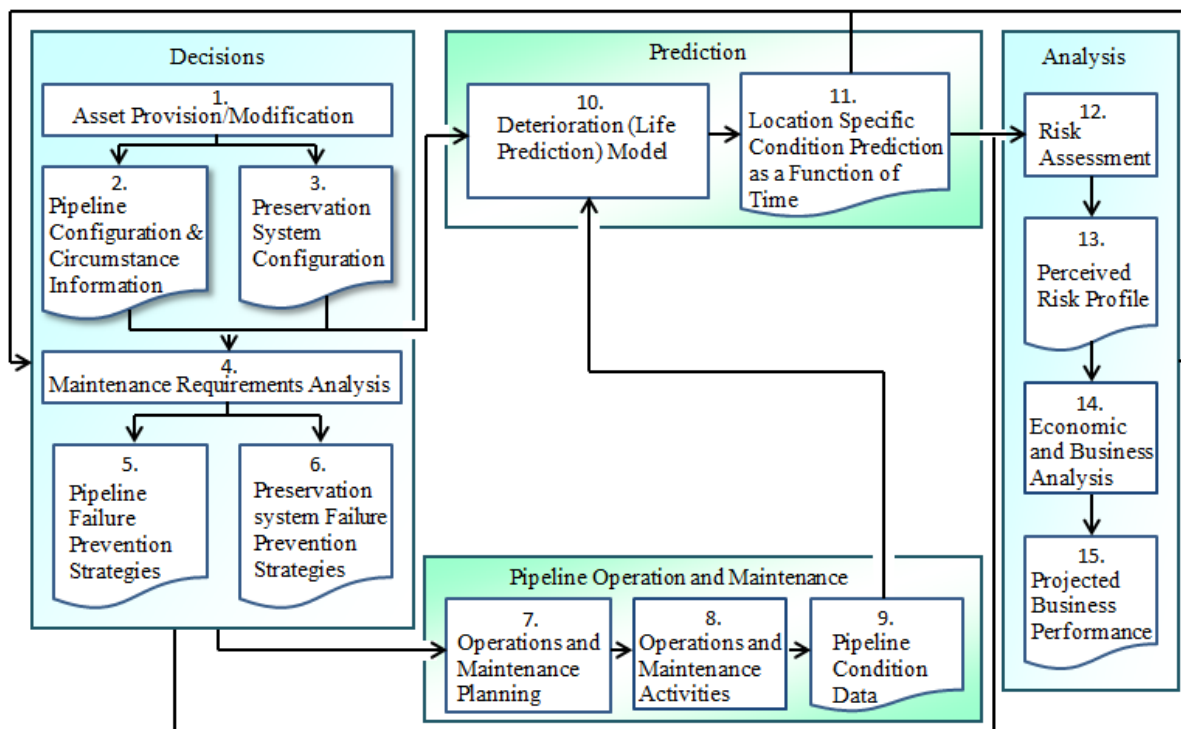 Decisions
1.
Asset Provision/Modification
2.
Pipeline
Configuration &
Circumstance
Information
3.
Preservation
System
Configuration
4.
Maintenance Requirements Analysis
5.
Pipeline
Failure
Prevention
Strategies
6.
Preservation
system Failure
Prevention
Strategies
Prediction
10.
Deterioration (Life
Prediction) Model
11.
Location Specific
Condition Prediction
as a Function of
Time
Pipeline Operation and Maintenance
7.
Operations and
Maintenance
Planning
8.
Operations and
Maintenance
Activities
9.
Pipeline
Condition
Data
Analysis
12.
Risk
Assessment
13.
Perceived
Risk Profile
14.
Economic
and Business
Analysis
15.
Projected
Business
Performance